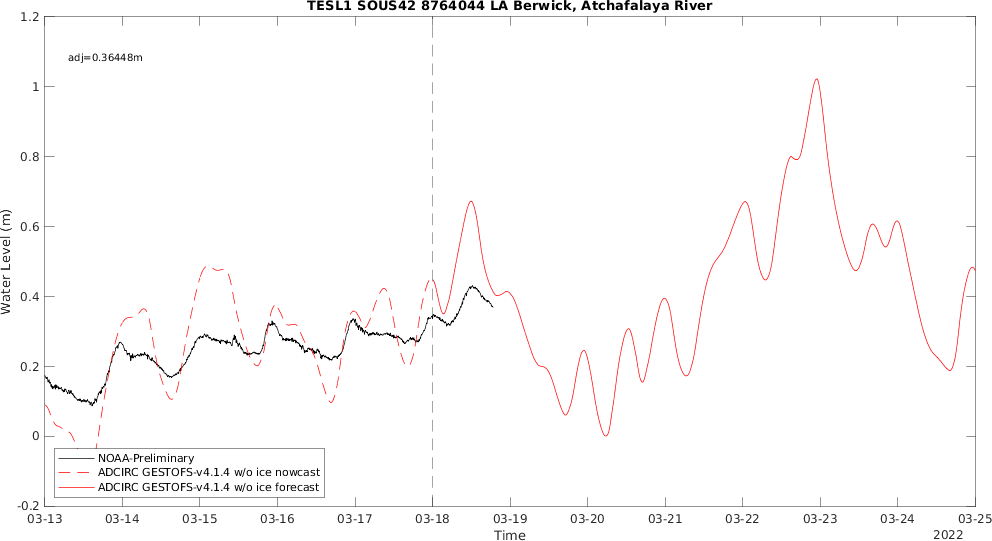 TESL1 SOUS42 8764044 LA Berwick, Atchafalaya River
adj=0.36448m
Water Level (m)
1.2
1
0.8
0.6
0.4
0.2
0
-0.2
NOAA-Preliminary
ADCIRC GESTOFS-v4.1.4 w/o ice nowcast
ADCIRC GESTOFS-v4.1.4 w/o ice forecast
03-13 03-14 03-15 03-16 03-17 03-18 03-19 03-20 03-21 03-22 03-23 03-24 03-25
Time
2022